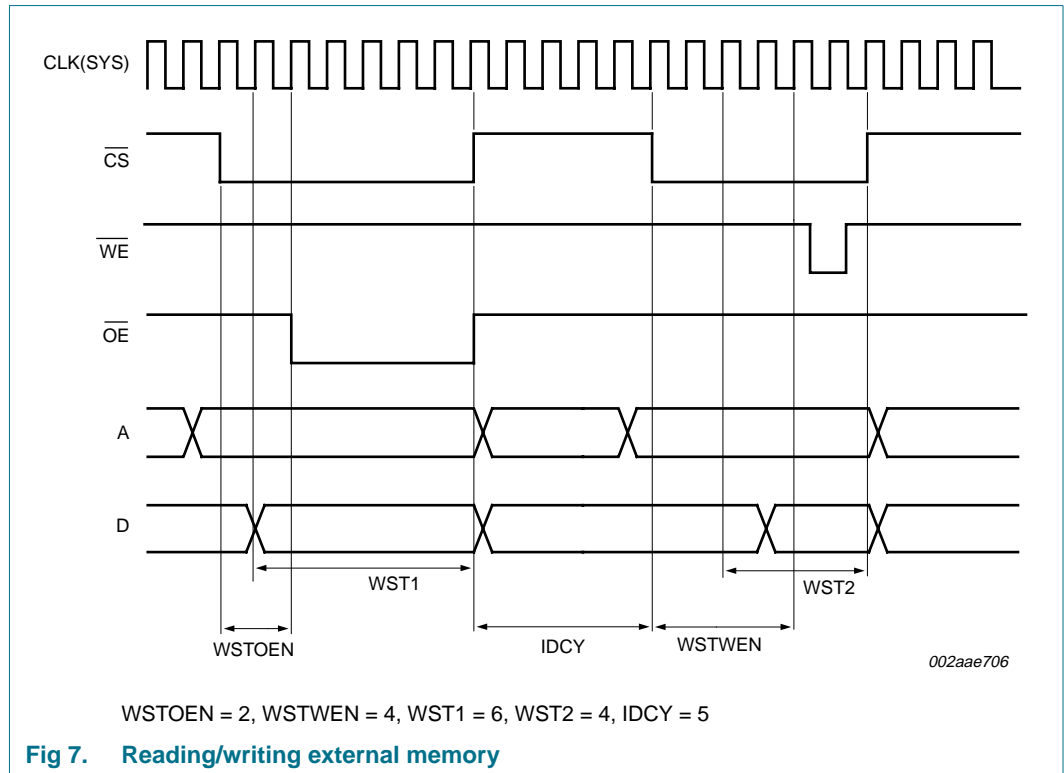 CLK(SYS)
CS
WE
OE
A
D
WST1
WST2
WSTOEN
IDCY
WSTWEN
002aae706
WSTOEN = 2, WSTWEN = 4, WST1 = 6, WST2 = 4, IDCY = 5
Fig 7. Reading/writing external memory